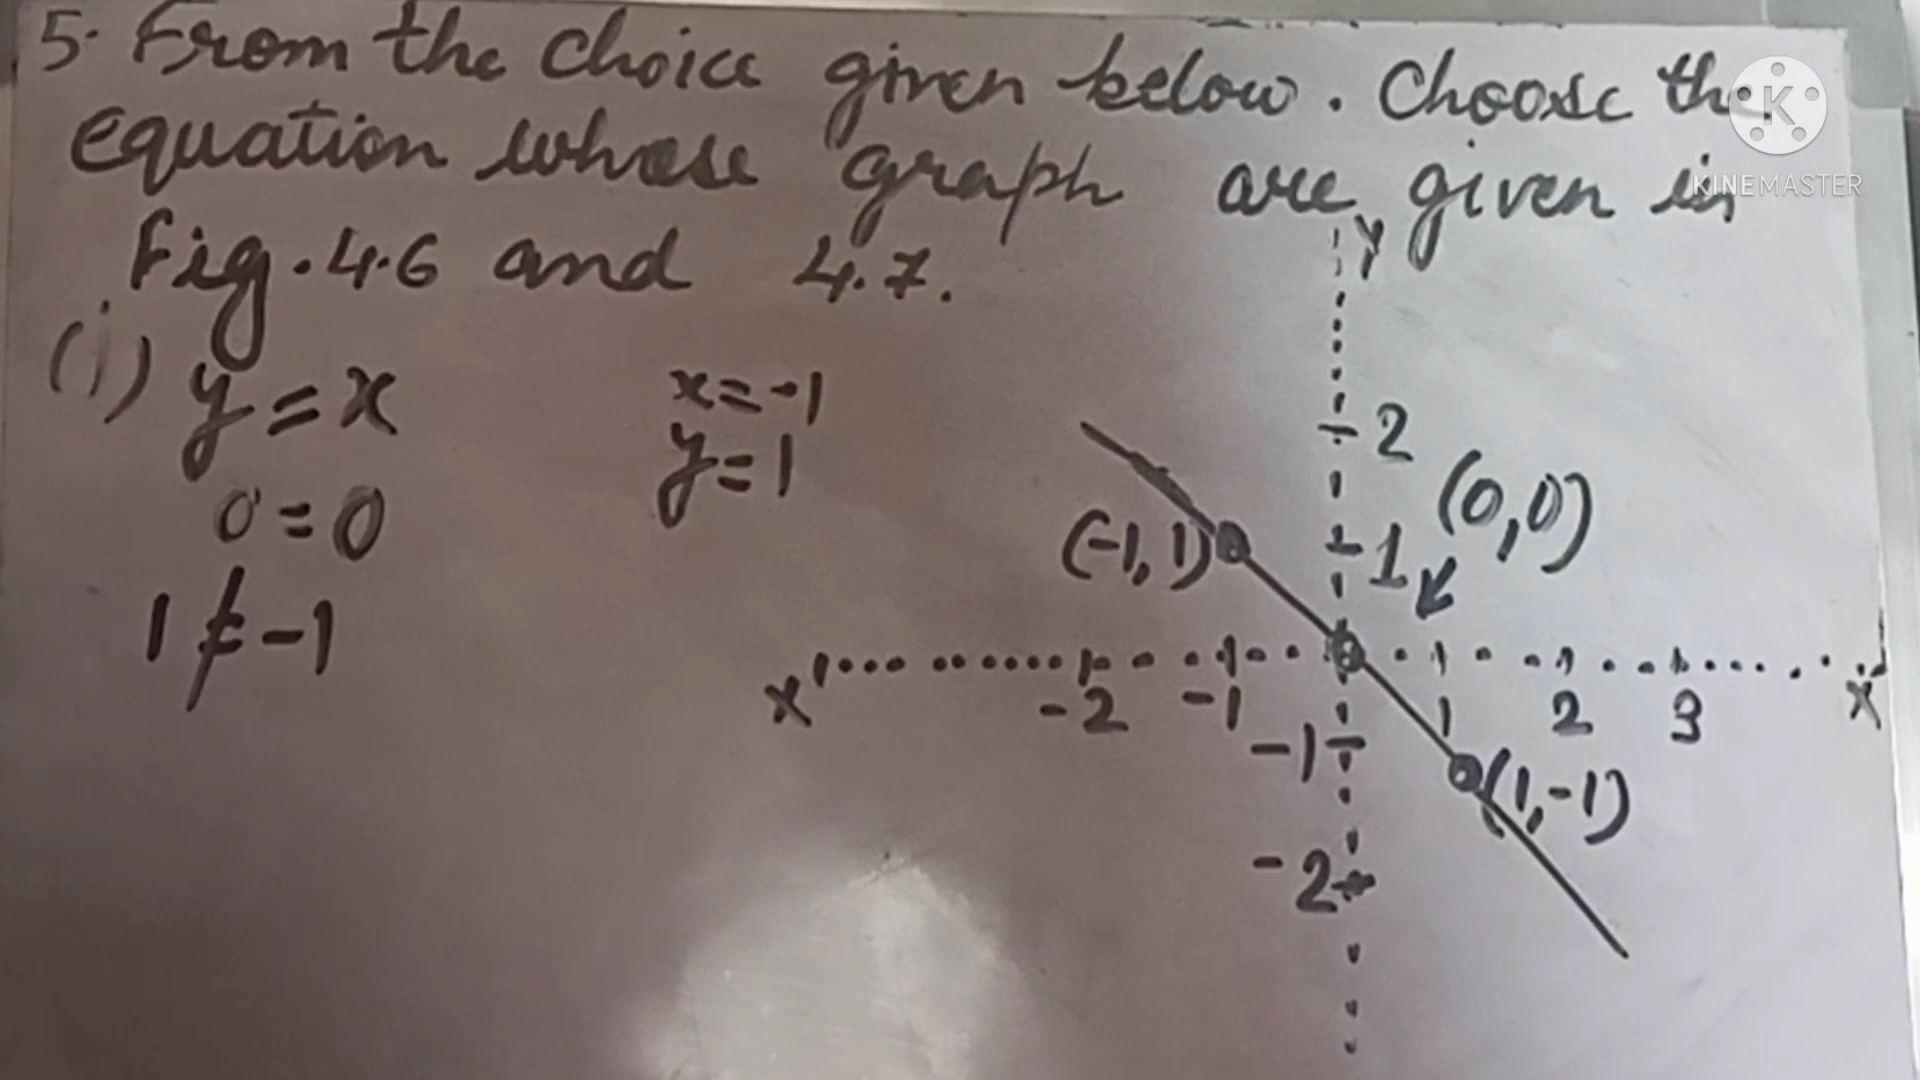 5. From the choice given below. Choose the
equation whose graph are given in
Fig. 4.6 and 4.7.
(i) y = x
0 = 0
1 ≠ -1
x = -1
y = 1
Y
2
(0,0)
(-1,1)
1
X' -2 -1 1 2 3 X
-1
(1,-1)
-2
K
KINEMASTER